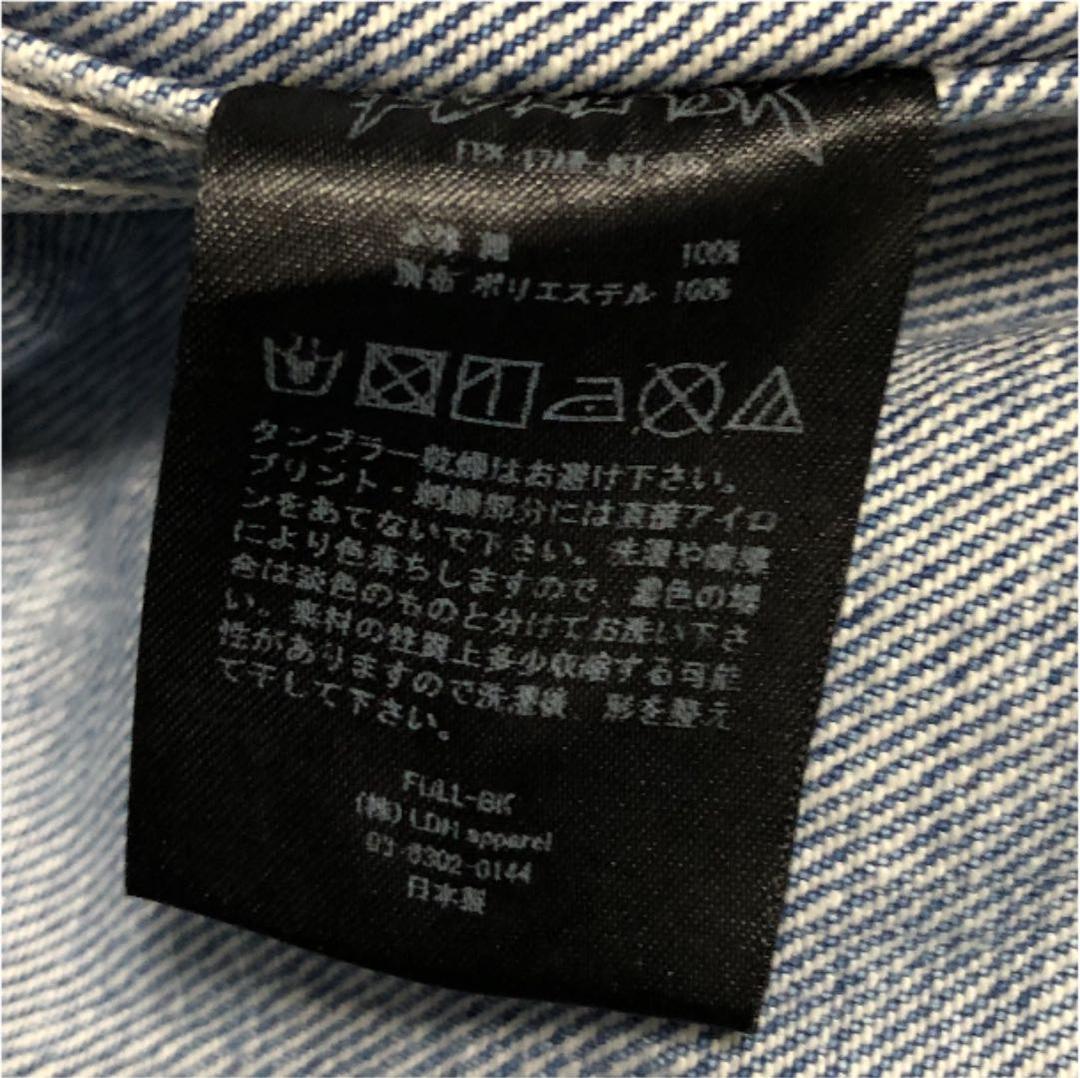 本体 綿 100%
別布 ポリエステル 100%
タンブラー乾燥はお避け下さい。
プリント・刺繍部分には直接アイロ
ンをあてないで下さい。洗濯や摩擦
により色落ちしますので、濃色の場
合は淡色のものと分けてお洗い下さ
い。素材の性質上多少収縮する可能
性がありますので洗濯後、形を整え
て干して下さい。
FULL-BK
(株) LDH apparel
03-6302-0144
日本製